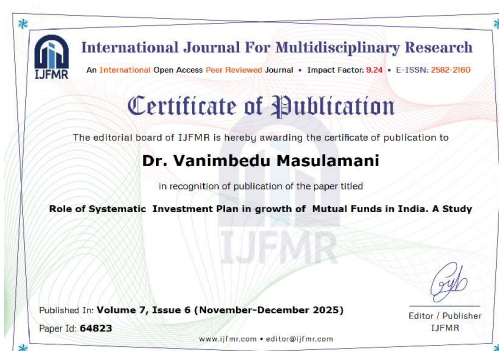 IJFMR
International Journal For Multidisciplinary Research
An International Open Access Peer Reviewed Journal • Impact Factor: 9.24 • E-ISSN: 2582-2160
Certificate of Publication
The editorial board of IJFMR is hereby awarding the certificate of publication to
Dr. Vanimbedu Masulamani
in recognition of publication of the paper titled
Role of Systematic Investment Plan in growth of Mutual Funds in India. A Study
IJFMR
Published In: Volume 7, Issue 6 (November-December 2025)
Paper Id: 64823
Editor / Publisher
IJFMR
www.ijfmr.com • editor@ijfmr.com